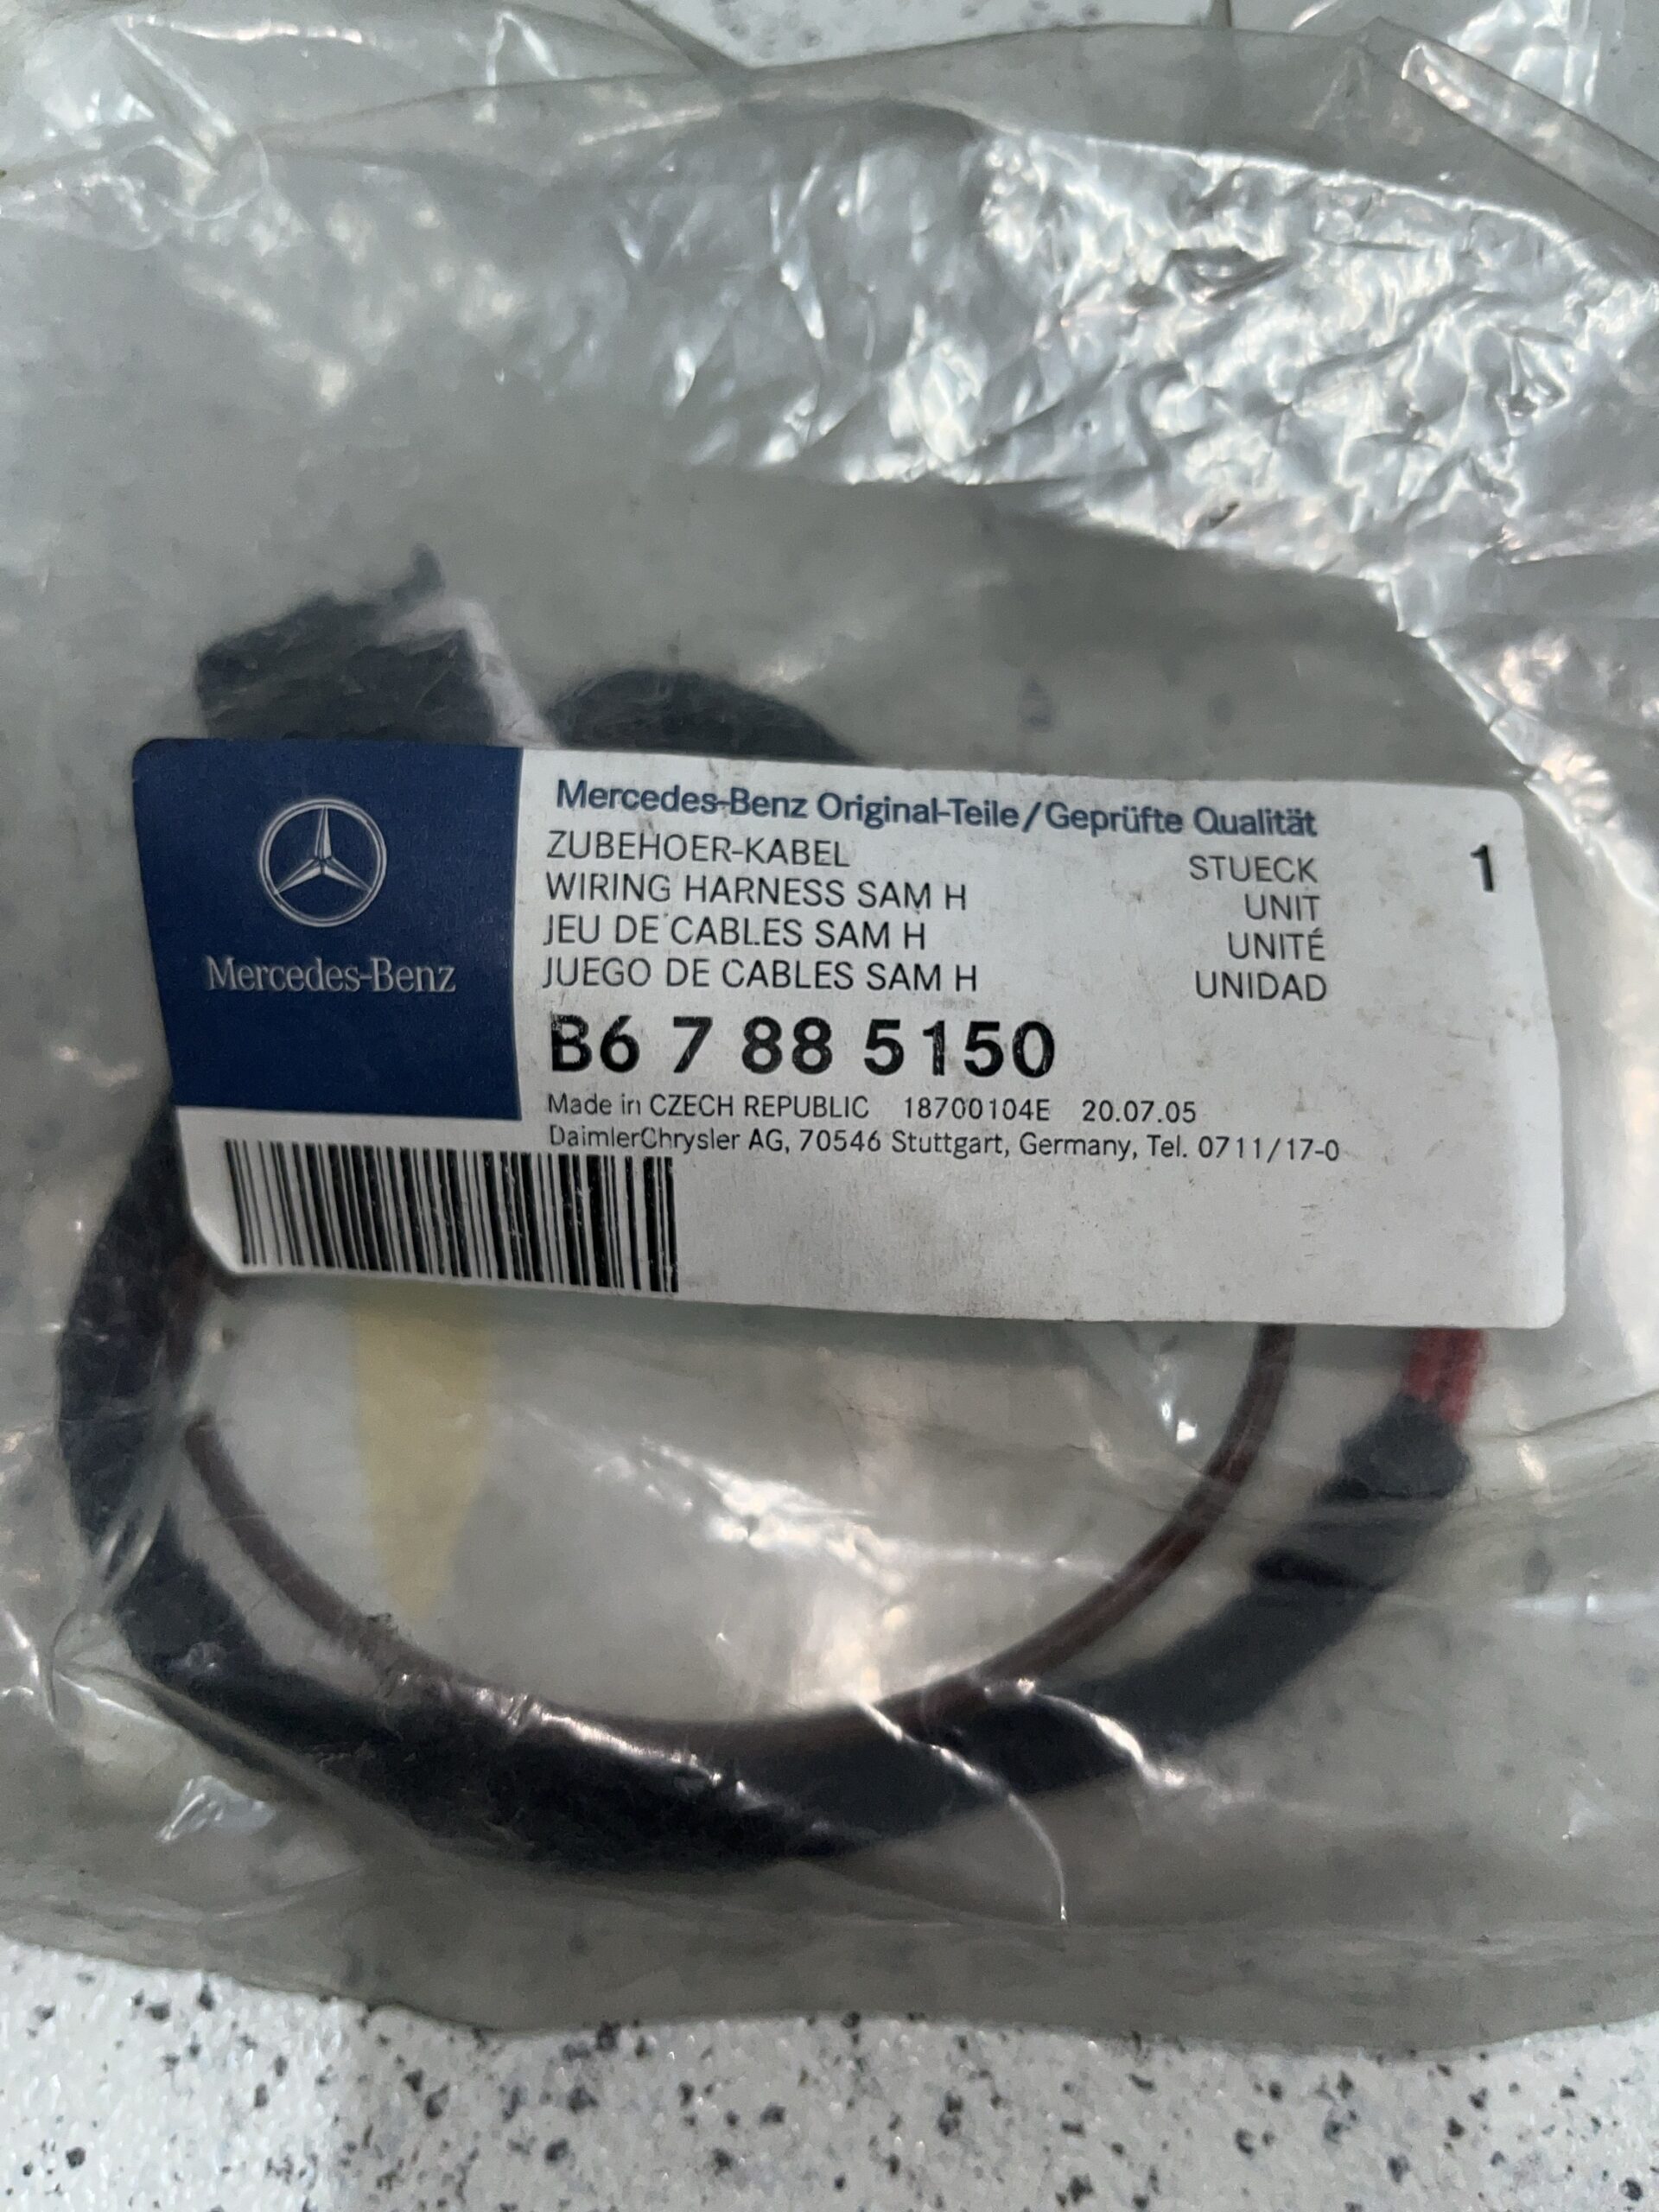 Mercedes-Benz
Mercedes-Benz Original-Teile/Geprüfte Qualität
ZUBEHOER-KABEL STUECK 1
WIRING HARNESS SAM H UNIT
JEU DE CABLES SAM H UNITÉ
JUEGO DE CABLES SAM H UNIDAD
B6 7 88 5150
Made in CZECH REPUBLIC 18700104E 20.07.05
DaimlerChrysler AG, 70546 Stuttgart, Germany, Tel. 0711/17-0